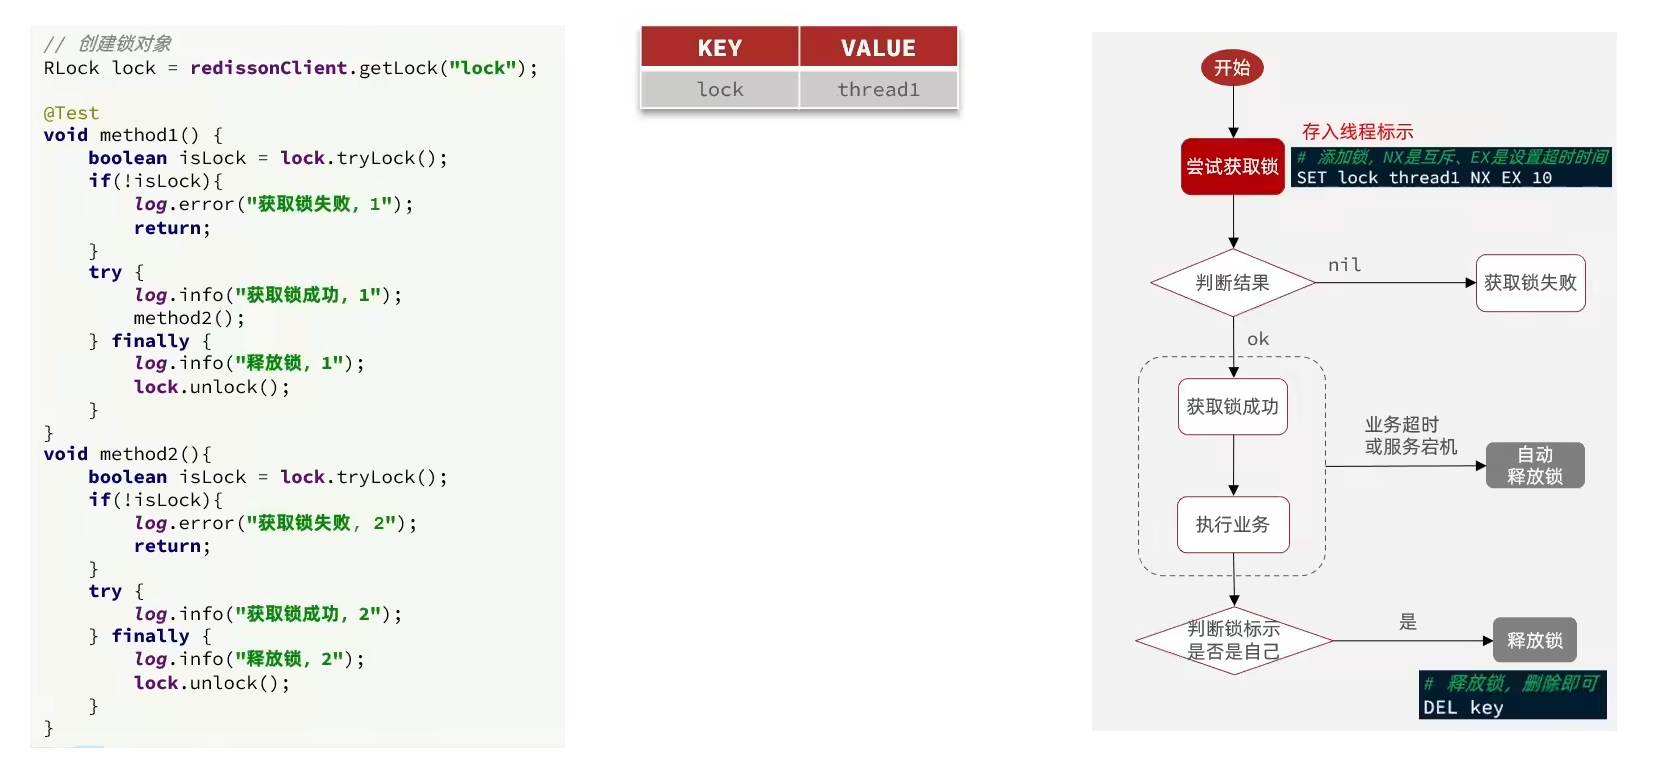 // 创建锁对象
RLock lock = redissonClient.getLock("lock");
@Test
void method1() {
    boolean isLock = lock.tryLock();
    if(!isLock){
        log.error("获取锁失败, 1");
        return;
    }
    try {
        log.info("获取锁成功, 1");
        method2();
    } finally {
        log.info("释放锁, 1");
        lock.unlock();
    }
}
void method2(){
    boolean isLock = lock.tryLock();
    if(!isLock){
        log.error("获取锁失败, 2");
        return;
    }
    try {
        log.info("获取锁成功, 2");
    } finally {
        log.info("释放锁, 2");
        lock.unlock();
    }
}
KEY VALUE
lock thread1
开始
存入线程标示
尝试获取锁
# 添加锁, NX是互斥、EX是设置超时时间
SET lock thread1 NX EX 10
判断结果
nil
获取锁失败
ok
获取锁成功
业务超时
或服务宕机
自动
释放锁
执行业务
判断锁标示
是否是自己
是
释放锁
# 释放锁, 删除即可
DEL key